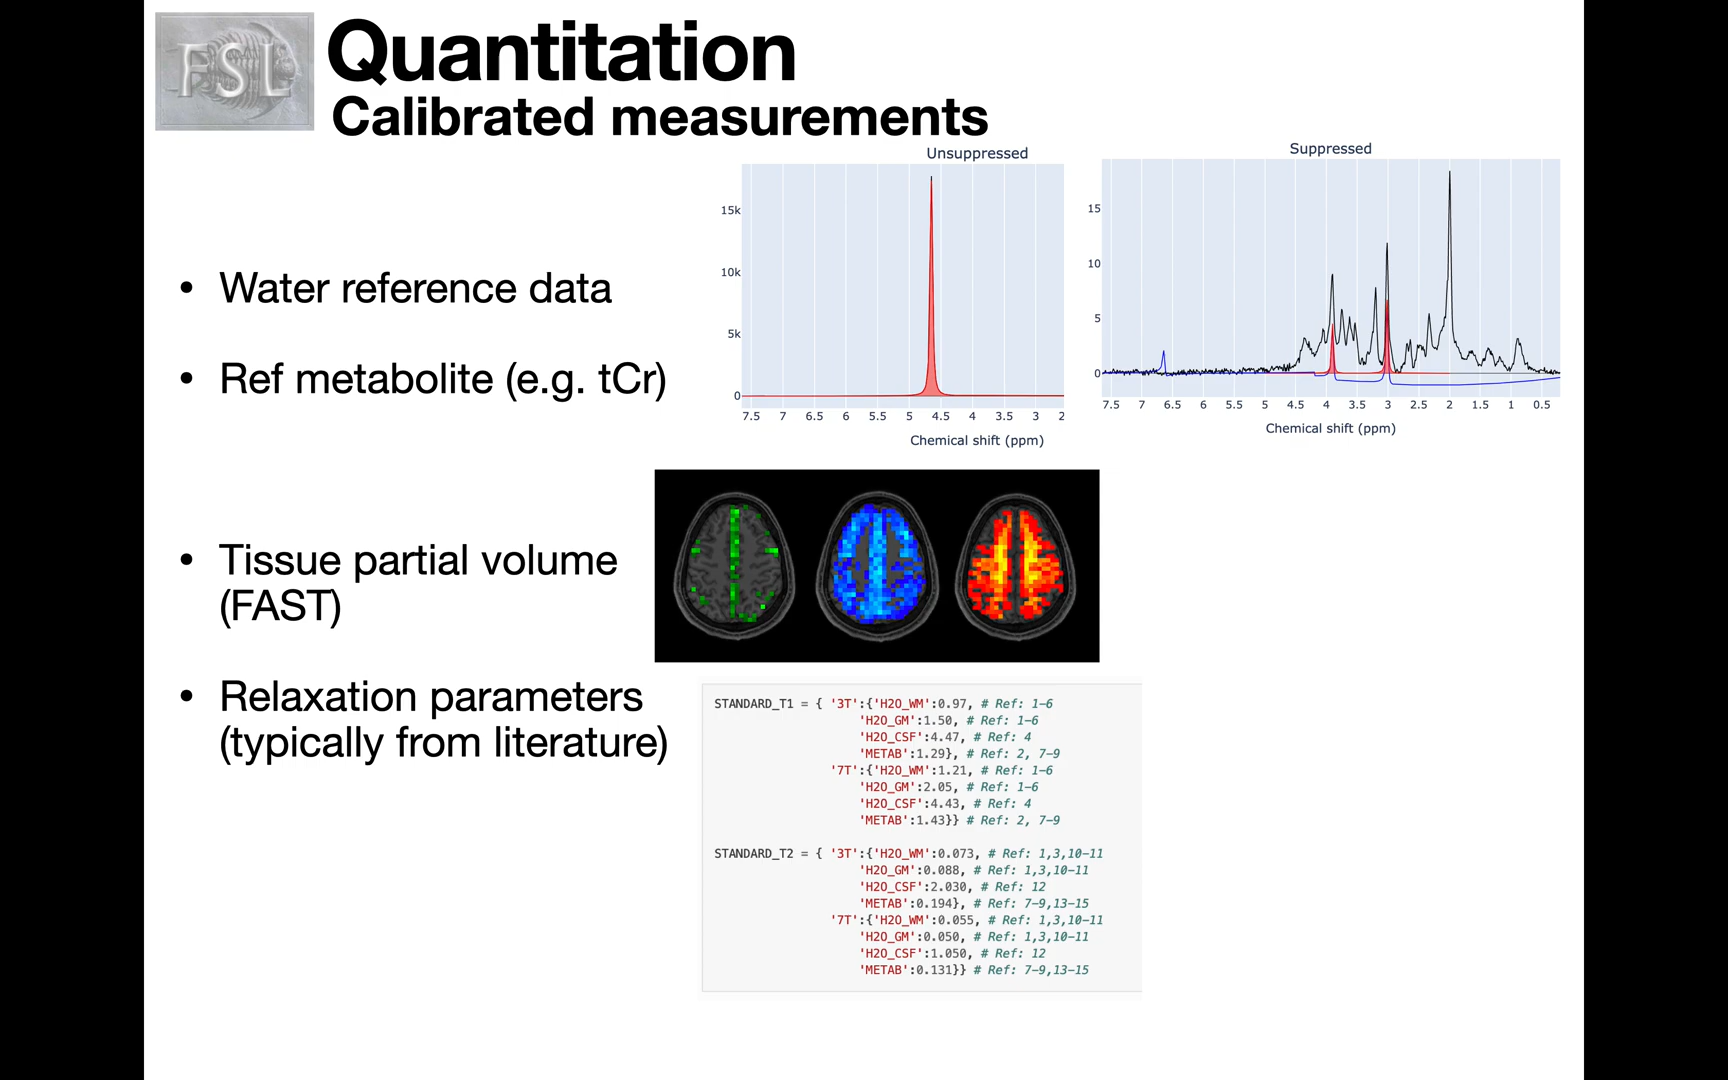 FSL
Quantitation
Calibrated measurements
• Water reference data
• Ref metabolite (e.g. tCr)
• Tissue partial volume
(FAST)
• Relaxation parameters
(typically from literature)
Unsuppressed
15k
10k
5k
0
7.5 7 6.5 6 5.5 5 4.5 4 3.5 3 2
Chemical shift (ppm)
Suppressed
15
10
5
0
7.5 7 6.5 6 5.5 5 4.5 4 3.5 3 2.5 2 1.5 1 0.5
Chemical shift (ppm)
STANDARD_T1 = { '3T':{'H2O_WM':0.97, # Ref: 1-6
'H2O_GM':1.50, # Ref: 1-6
'H2O_CSF':4.47, # Ref: 4
'METAB':1.29}, # Ref: 2, 7-9
'7T':{'H2O_WM':1.21, # Ref: 1-6
'H2O_GM':2.05, # Ref: 1-6
'H2O_CSF':4.43, # Ref: 4
'METAB':1.43}} # Ref: 2, 7-9
STANDARD_T2 = { '3T':{'H2O_WM':0.073, # Ref: 1,3,10-11
'H2O_GM':0.088, # Ref: 1,3,10-11
'H2O_CSF':2.030, # Ref: 12
'METAB':0.194}, # Ref: 7-9,13-15
'7T':{'H2O_WM':0.055, # Ref: 1,3,10-11
'H2O_GM':0.050, # Ref: 1,3,10-11
'H2O_CSF':1.050, # Ref: 12
'METAB':0.131}} # Ref: 7-9,13-15